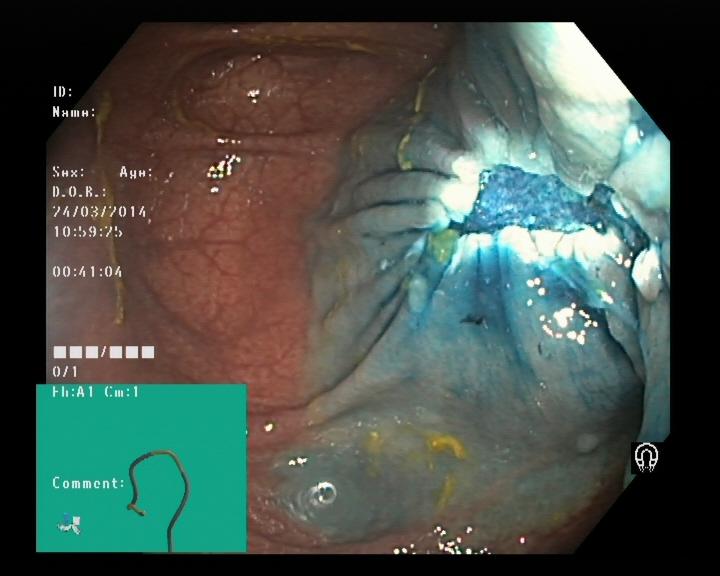 ID:
Name:
Sex: Age:
D.O.B.:
24/03/2014
10:59:25
00:41:04
■■■/■■■
0/1
Eh:A1 Cm:1
Comment: